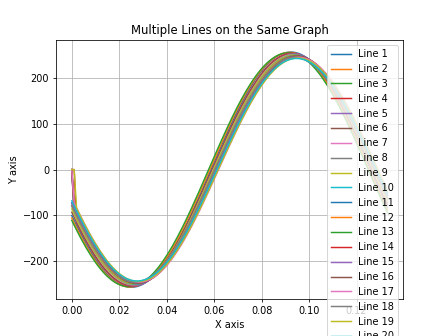 Multiple Lines on the Same Graph
Y axis
200
100
0
−100
−200
0.00
0.02
0.04
0.06
0.08
0.10
X axis
Line 1
Line 2
Line 3
Line 4
Line 5
Line 6
Line 7
Line 8
Line 9
Line 10
Line 11
Line 12
Line 13
Line 14
Line 15
Line 16
Line 17
Line 18
Line 19
Line 20